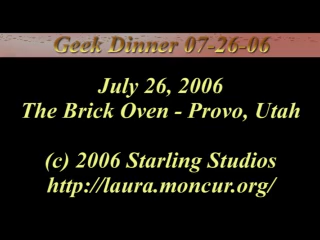 Geek Dinner 07-26-06
July 26, 2006
The Brick Oven - Provo, Utah
(c) 2006 Starling Studios
http://laura.moncur.org/